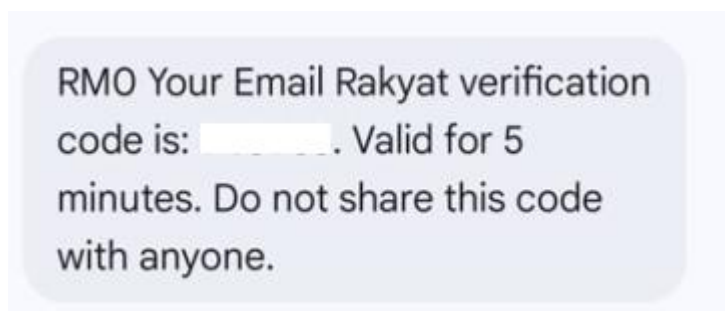 RM0 Your Email Rakyat verification
code is: . Valid for 5
minutes. Do not share this code
with anyone.